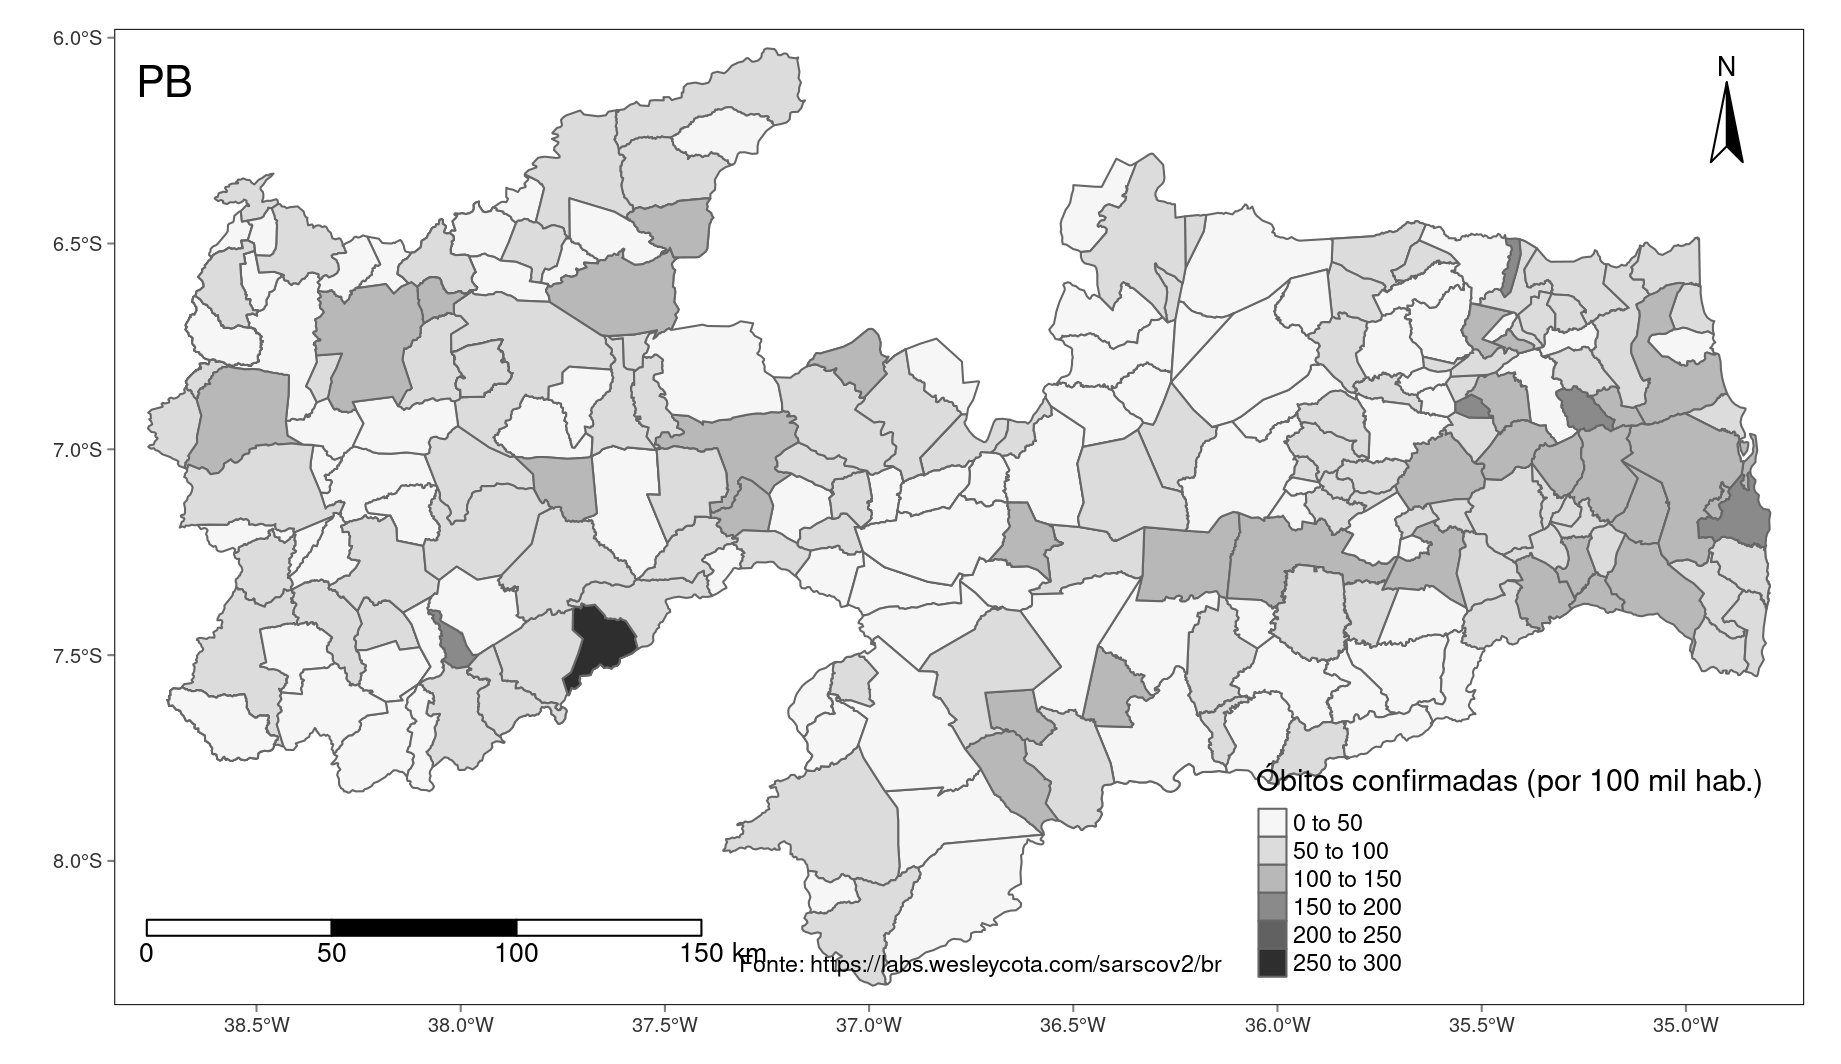 6.0°S
PB
N
6.5°S
7.0°S
7.5°S
8.0°S
Óbitos confirmadas (por 100 mil hab.)
0 to 50
50 to 100
100 to 150
150 to 200
200 to 250
250 to 300
0 50 100 150 km
Fonte: https://labs.wesleycota.com/sarscov2/br
38.5°W 38.0°W 37.5°W 37.0°W 36.5°W 36.0°W 35.5°W 35.0°W